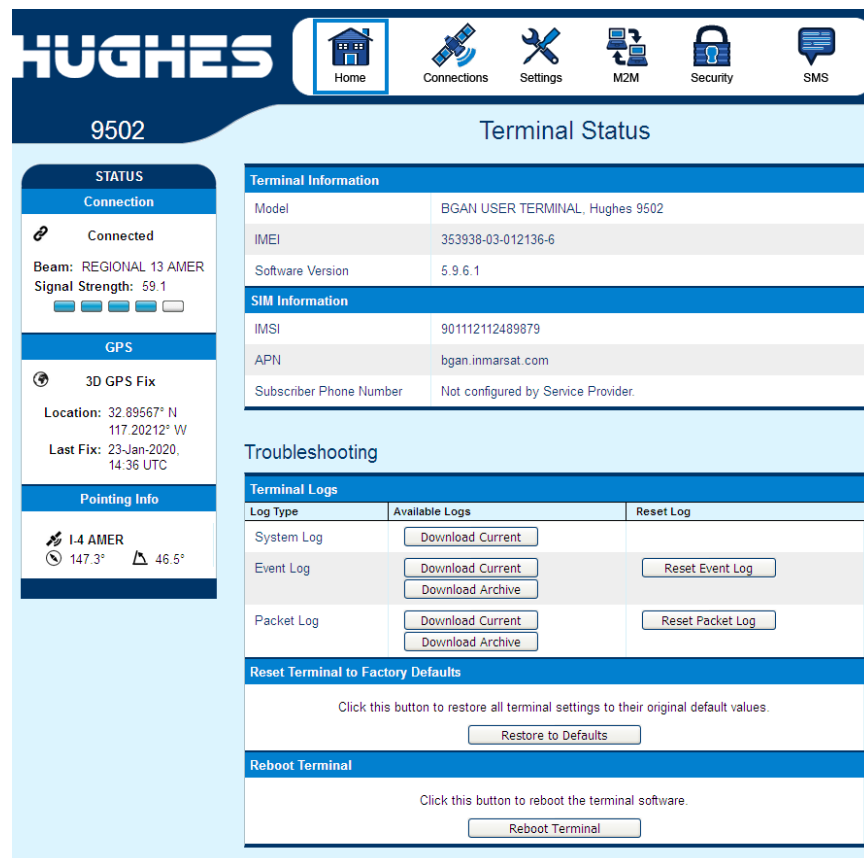 HUGHES
Home
Connections
Settings
M2M
Security
SMS
9502
Terminal Status
STATUS
Connection
Connected
Beam: REGIONAL 13 AMER
Signal Strength: 59.1
GPS
3D GPS Fix
Location: 32.89567° N
117.20212° W
Last Fix: 23-Jan-2020,
14:36 UTC
Pointing Info
I-4 AMER
147.3° 46.5°
Terminal Information
Model BGAN USER TERMINAL, Hughes 9502
IMEI 353938-03-012136-6
Software Version 5.9.6.1
SIM Information
IMSI 901112112489879
APN bgan.inmarsat.com
Subscriber Phone Number Not configured by Service Provider.
Troubleshooting
Terminal Logs
Log Type Available Logs Reset Log
System Log Download Current
Event Log Download Current Reset Event Log
Download Archive
Packet Log Download Current Reset Packet Log
Download Archive
Reset Terminal to Factory Defaults
Click this button to restore all terminal settings to their original default values.
Restore to Defaults
Reboot Terminal
Click this button to reboot the terminal software.
Reboot Terminal